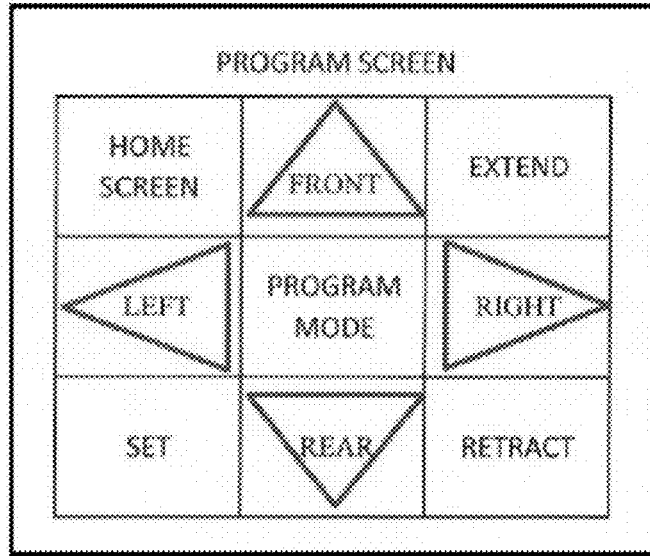 PROGRAM SCREEN
HOME
SCREEN
FRONT
EXTEND
LEFT
PROGRAM
MODE
RIGHT
SET
REAR
RETRACT